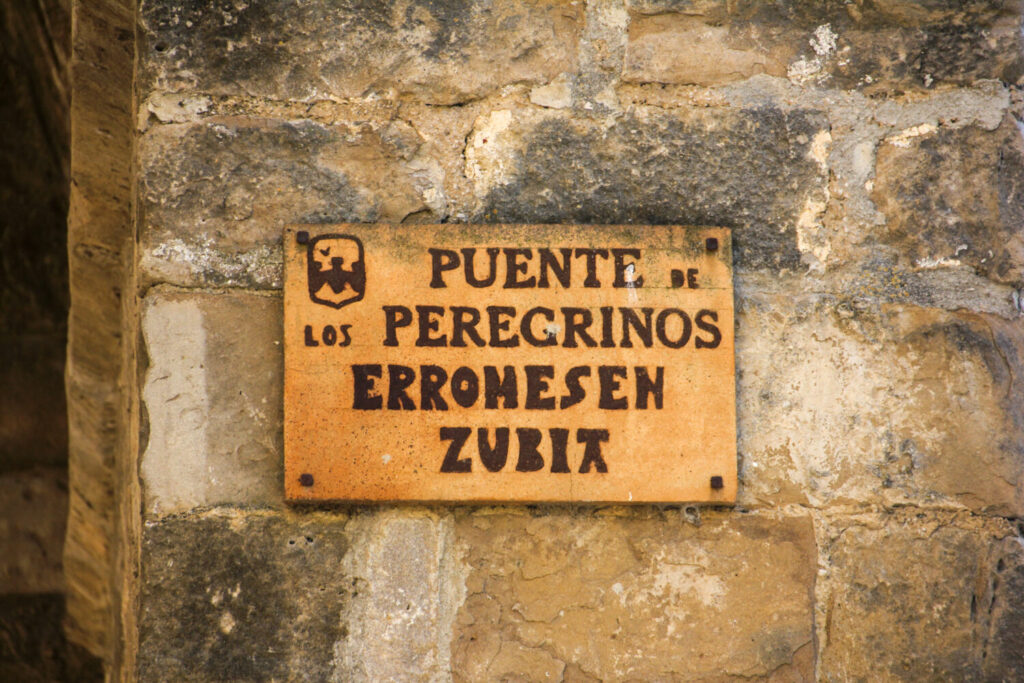 PUENTE DE
LOS PEREGRINOS
ERROMESEN
ZUBIA